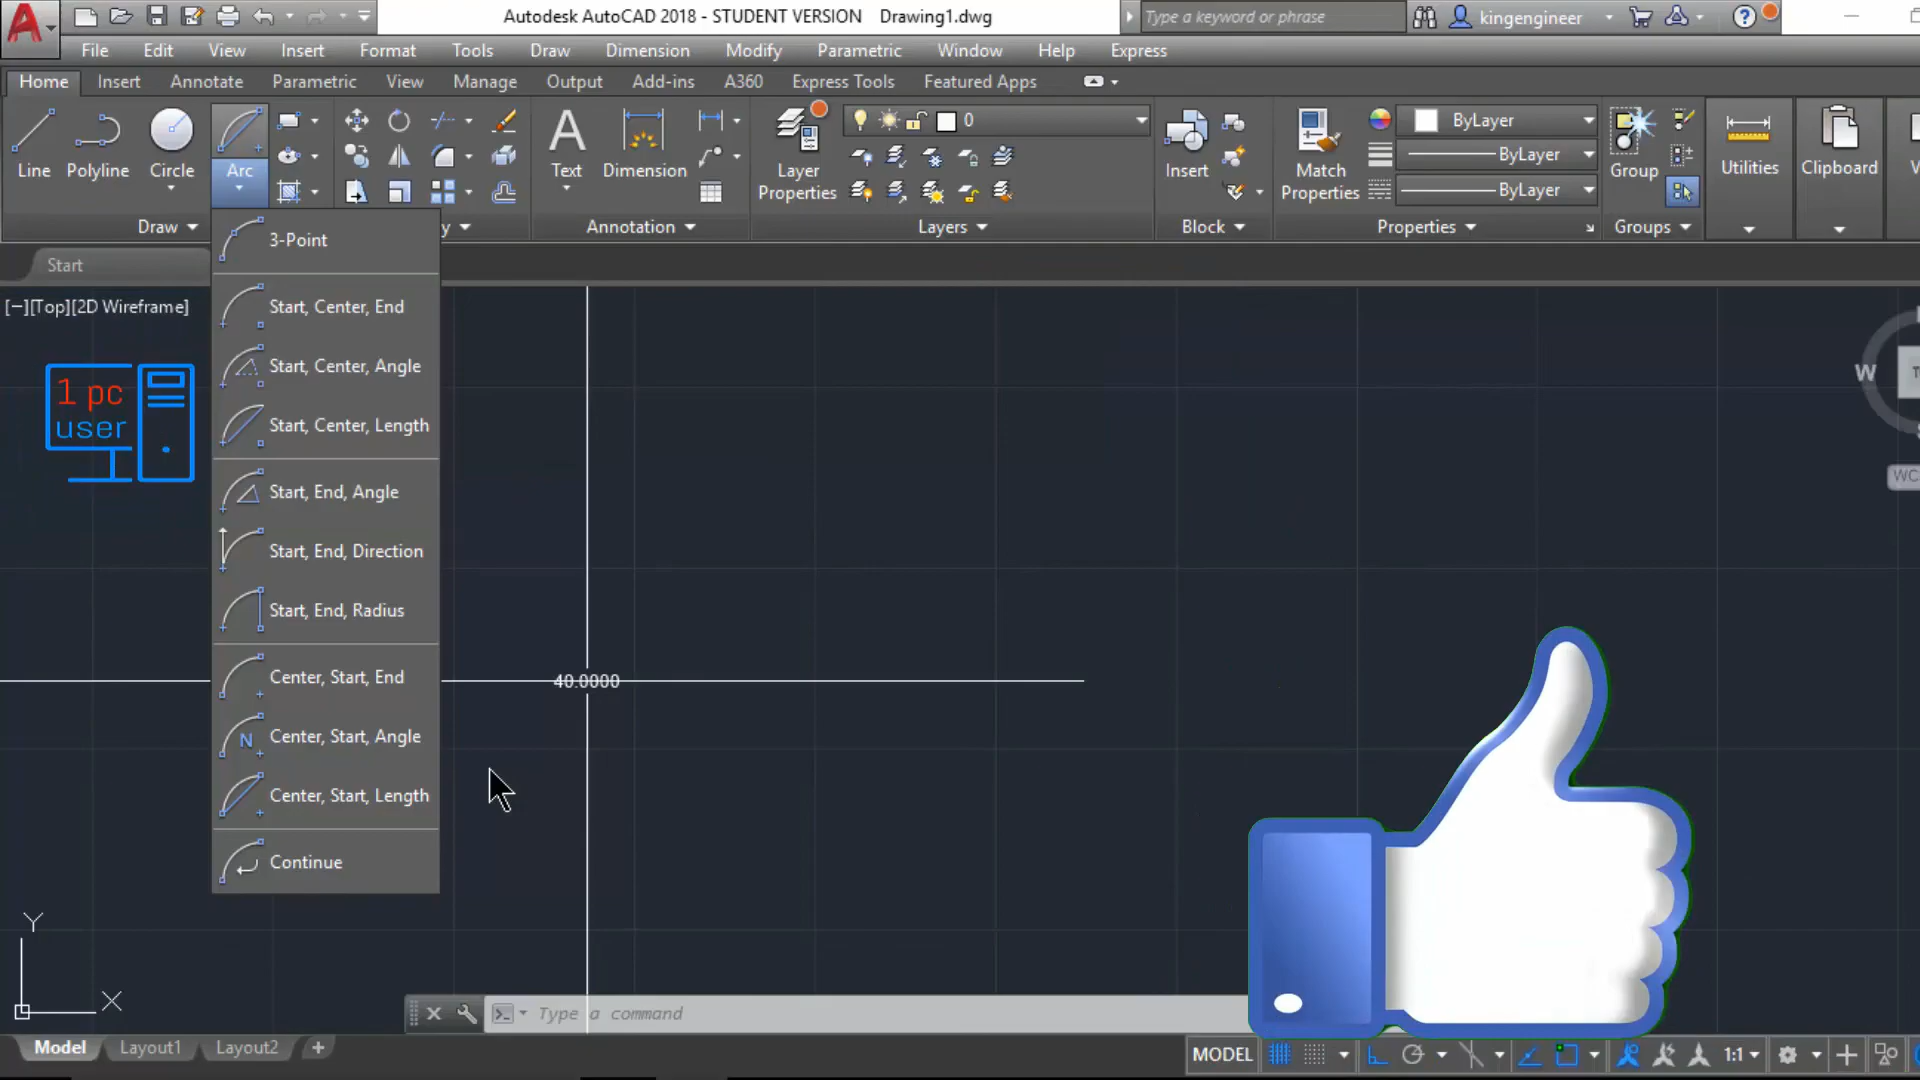 Autodesk AutoCAD 2018 - STUDENT VERSION Drawing1.dwg
Type a keyword or phrase
kingengineer
File Edit View Insert Format Tools Draw Dimension Modify Parametric Window Help Express
Home Insert Annotate Parametric View Manage Output Add-ins A360 Express Tools Featured Apps
Line
Polyline
Circle
Arc
Text
Dimension
Layer
Properties
0
Insert
Match
Properties
ByLayer
ByLayer
ByLayer
Group
Utilities
Clipboard
Draw
Annotation
Layers
Block
Properties
Groups
Start
[−][Top][2D Wireframe]
1 pc
user
3-Point
Start, Center, End
Start, Center, Angle
Start, Center, Length
Start, End, Angle
Start, End, Direction
Start, End, Radius
Center, Start, End
Center, Start, Angle
Center, Start, Length
Continue
40.0000
W
Y
X
Type a command
Model Layout1 Layout2
MODEL
1:1